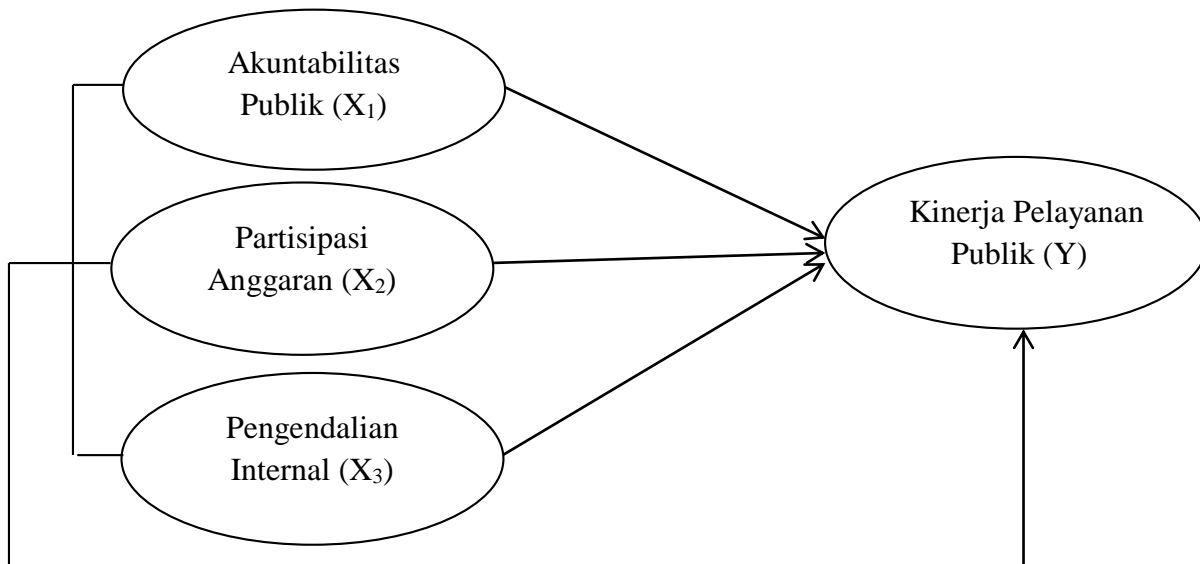 Akuntabilitas
Publik (X₁)
Partisipasi
Anggaran (X₂)
Pengendalian
Internal (X₃)
Kinerja Pelayanan
Publik (Y)